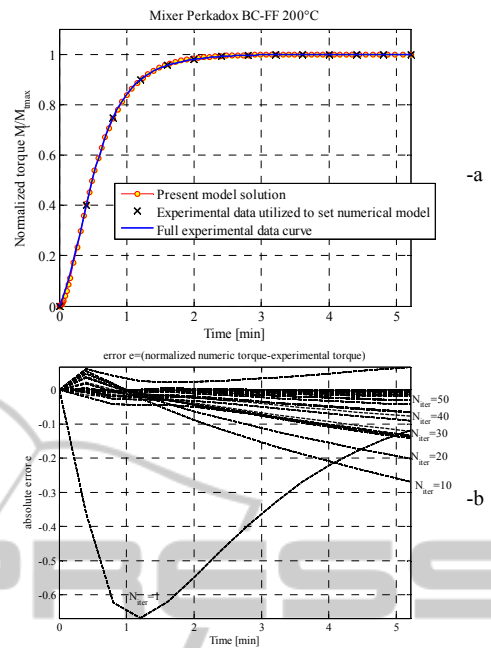 Mixer Perkadox BC-FF 200°C
1
0.8
0.6
0.4
0.2
0
Normalized torque M/Mtmax
Present model solution
Experimental data utilized to set numerical model
Full experimental data curve
0 1 2 3 4 5
Time [min]
-a
error e=(normalized numeric torque-experimental torque)
0
-0.1
-0.2
-0.3
-0.4
-0.5
-0.6
absolute error e
Niter=50
Niter=40
Niter=30
Niter=20
Niter=10
Niter=1
0 1 2 3 4 5
Time [min]
-b
PRESS